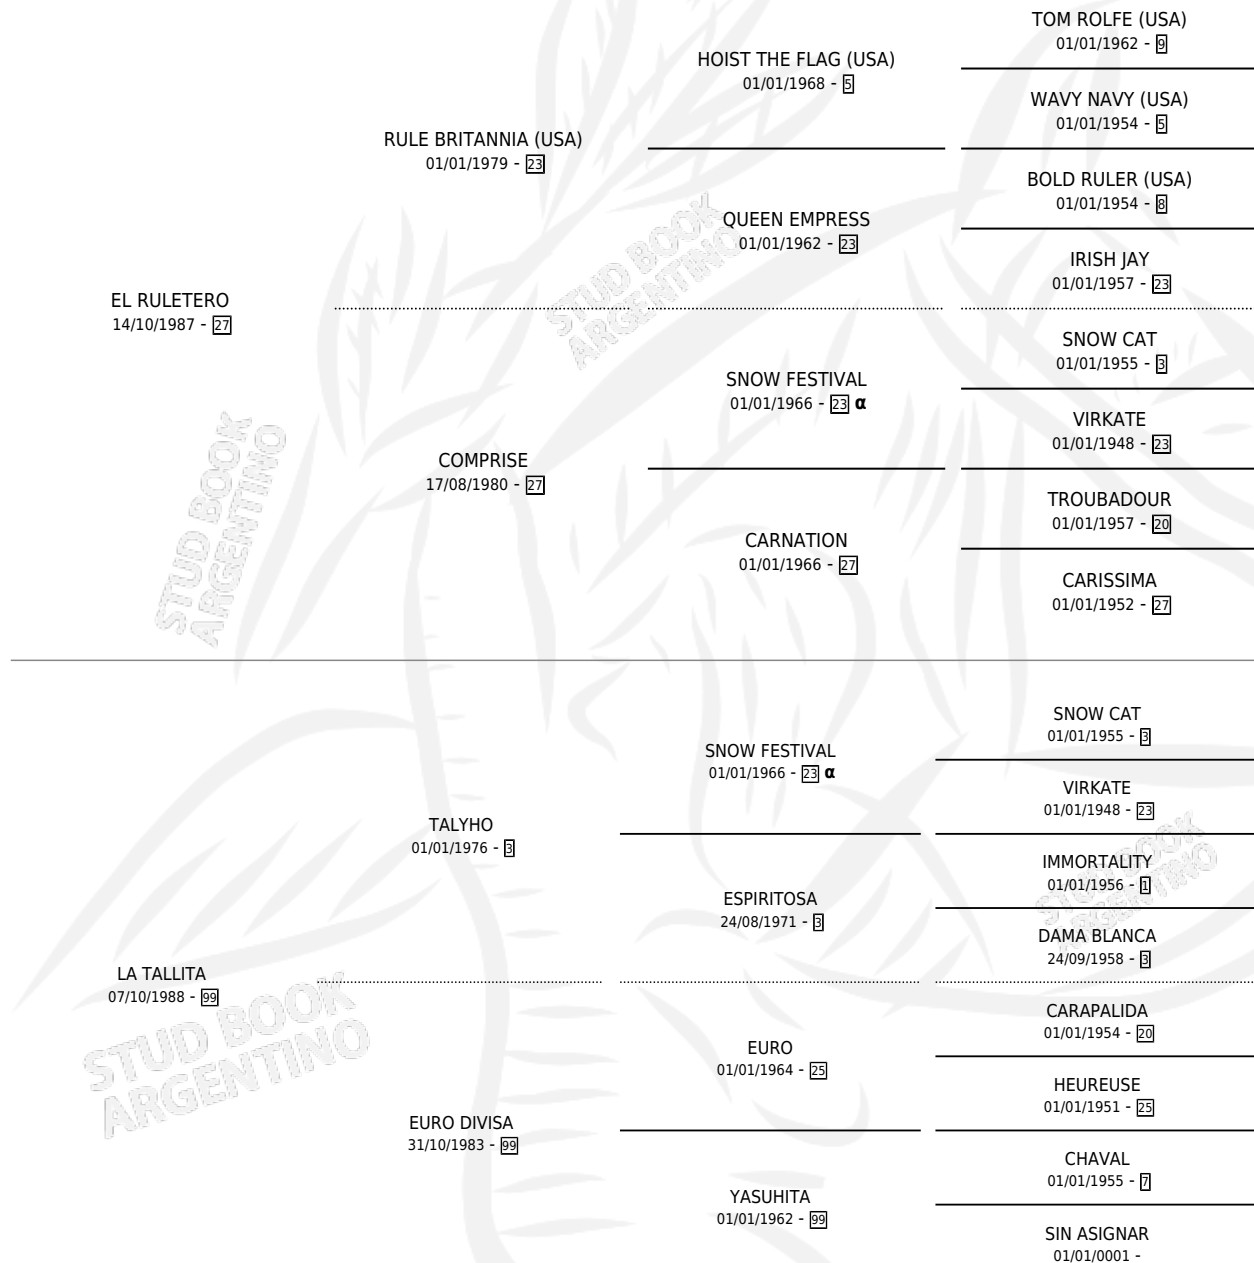 TOM ROLFE (USA)
01/01/1962 - 9
HOIST THE FLAG (USA)
01/01/1968 - 5
WAVY NAVY (USA)
01/01/1954 - 5
RULE BRITANNIA (USA)
01/01/1979 - 23
BOLD RULER (USA)
01/01/1954 - 8
QUEEN EMPRESS
01/01/1962 - 23
IRISH JAY
01/01/1957 - 23
EL RULETERO
14/10/1987 - 27
SNOW CAT
01/01/1955 - 3
SNOW FESTIVAL
01/01/1966 - 23 α
VIRKATE
01/01/1948 - 23
COMPRISE
17/08/1980 - 27
TROUBADOUR
01/01/1957 - 20
CARNATION
01/01/1966 - 27
CARISSIMA
01/01/1952 - 27
SNOW CAT
01/01/1955 - 3
SNOW FESTIVAL
01/01/1966 - 23 α
VIRKATE
01/01/1948 - 23
TALYHO
01/01/1976 - 3
IMMORTALITY
01/01/1956 - 1
ESPIRITOSA
24/08/1971 - 3
DAMA BLANCA
24/09/1958 - 3
LA TALLITA
07/10/1988 - 99
CARAPALIDA
01/01/1954 - 20
EURO
01/01/1964 - 25
HEUREUSE
01/01/1951 - 25
EURO DIVISA
31/10/1983 - 99
CHAVAL
01/01/1955 - 7
YASUHITA
01/01/1962 - 99
SIN ASIGNAR
01/01/0001 -
STUD BOOK
ARGENTINO
STUD BOOK
ARGENTINO
STUD BOOK
ARGENTINO
STUD BOOK
ARGENTINO